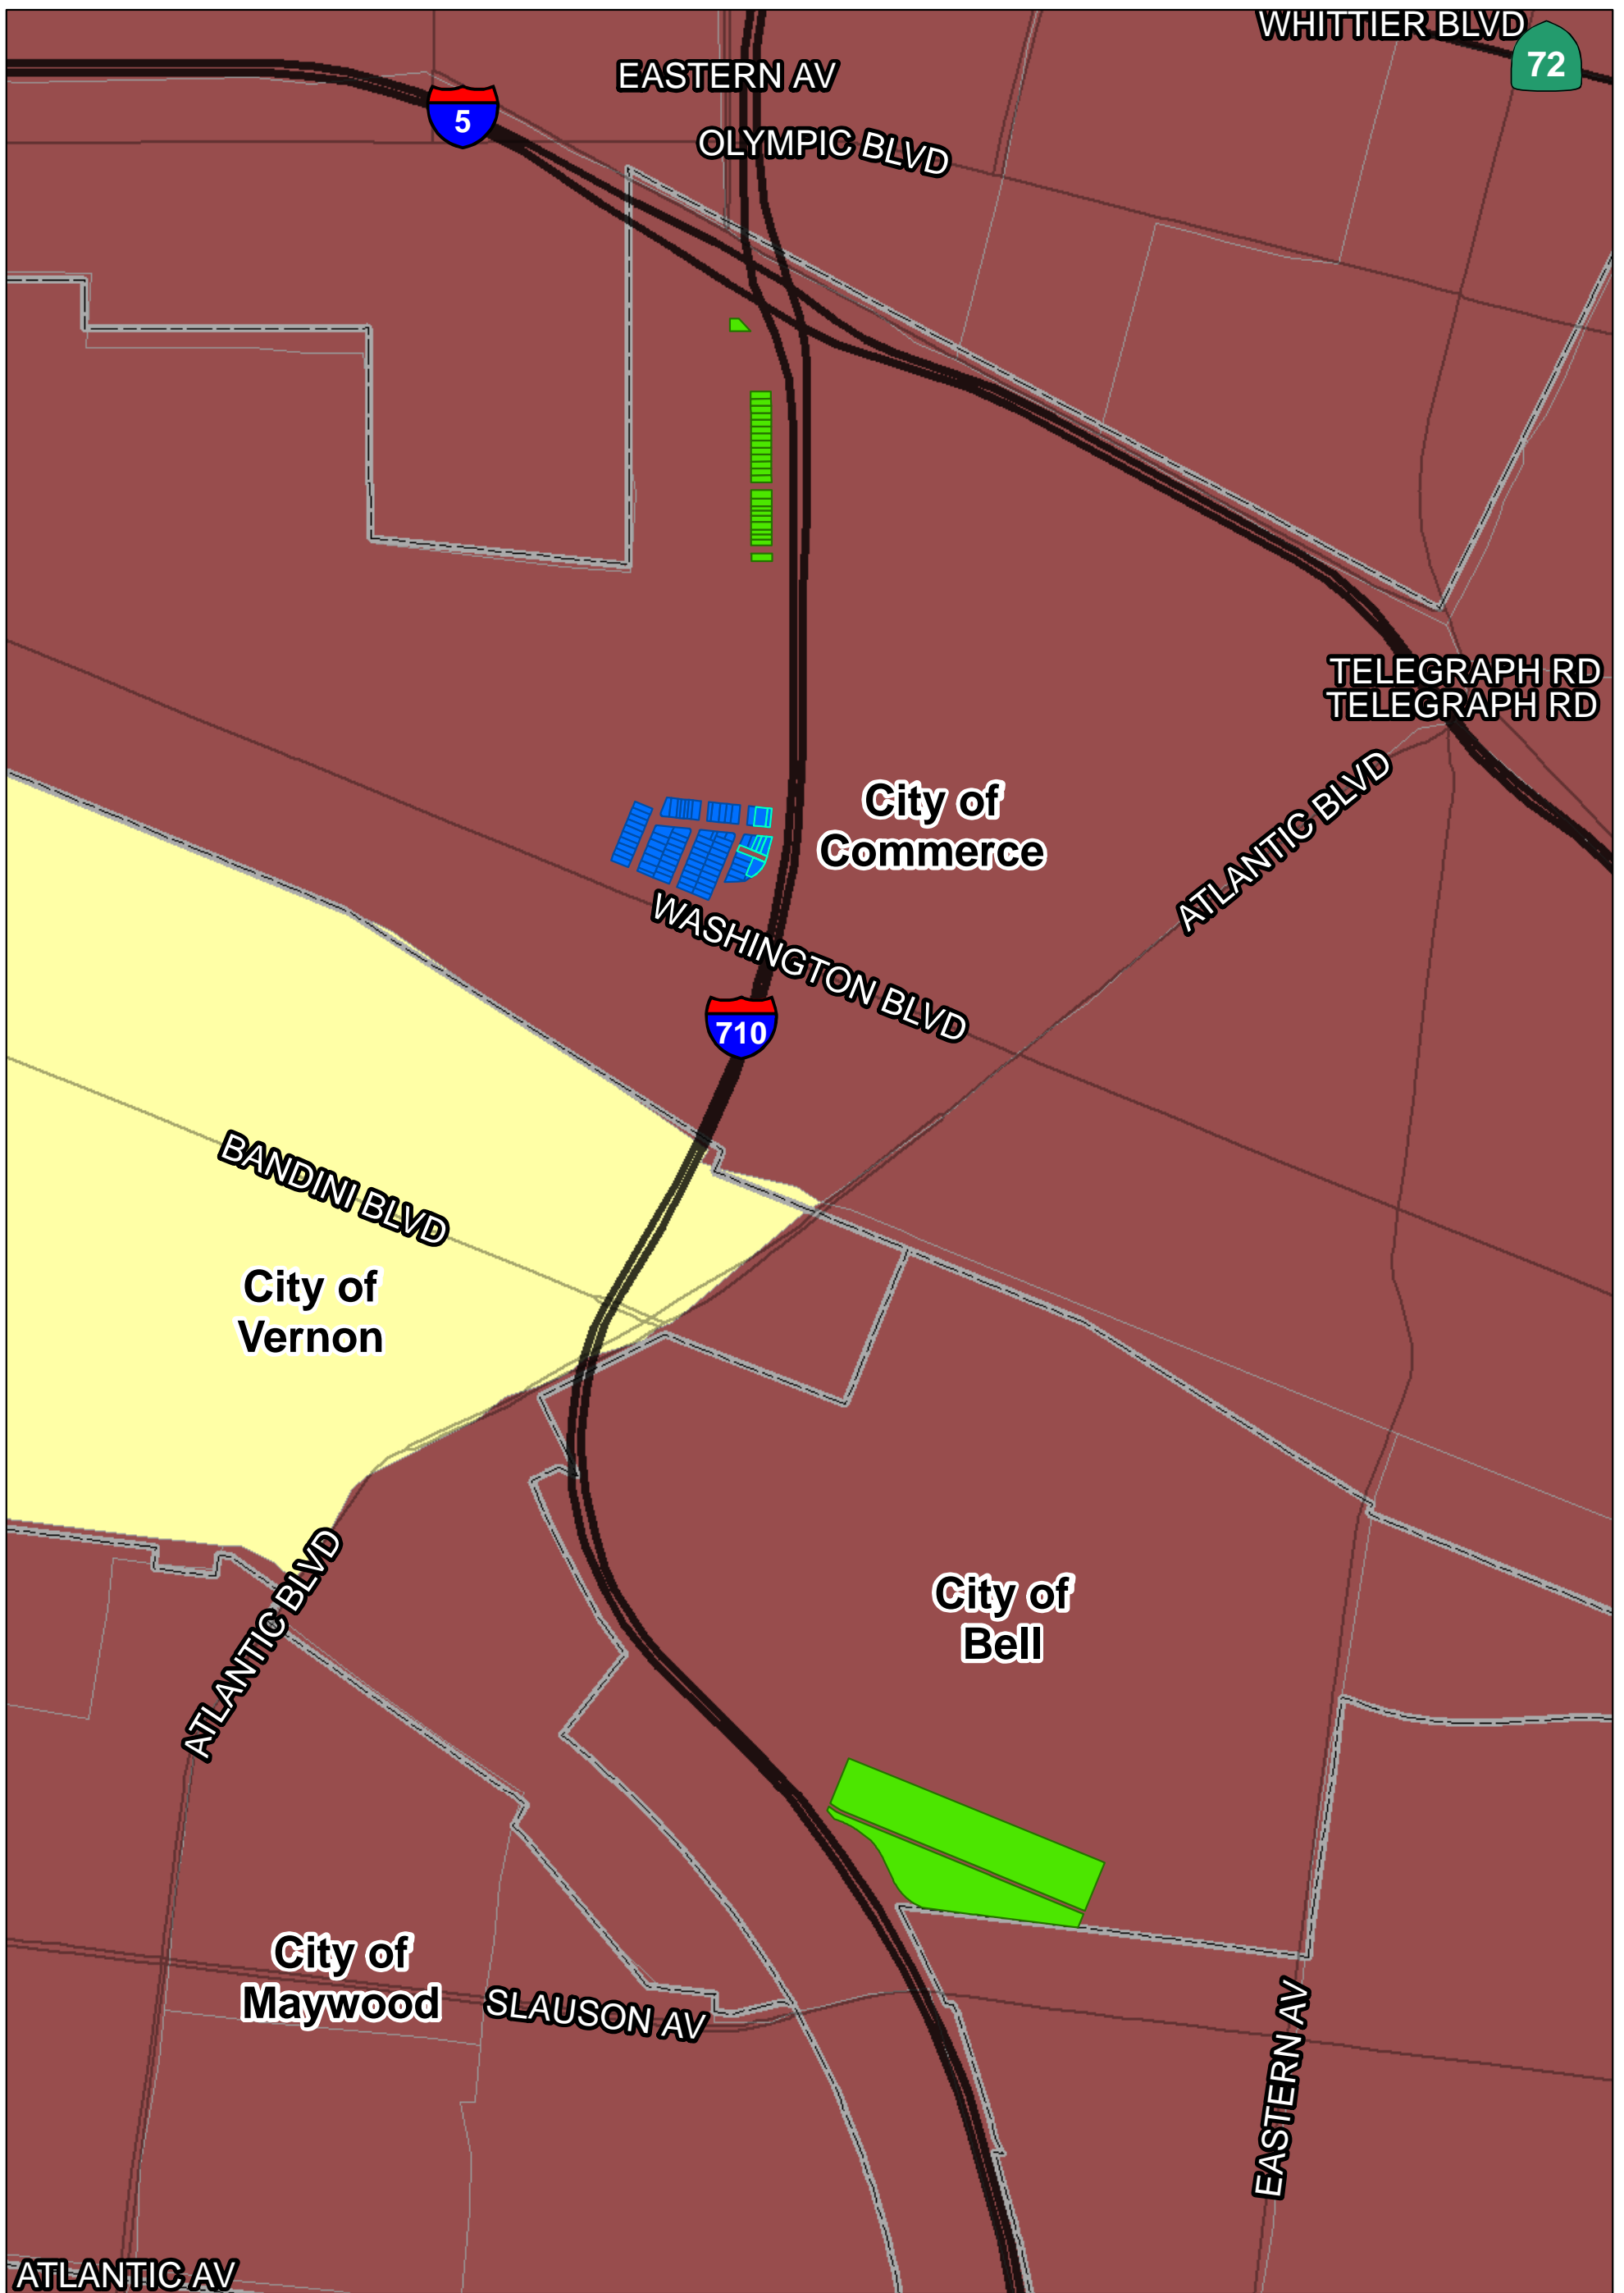 WHITTIER BLVD
72
EASTERN AV
5
OLYMPIC BLVD
TELEGRAPH RD
TELEGRAPH RD
ATLANTIC BLVD
City of
Commerce
WASHINGTON BLVD
710
BANDINI BLVD
City of
Vernon
ATLANTIC BLVD
City of
Bell
City of
Maywood
SLAUSON AV
EASTERN AV
ATLANTIC AV